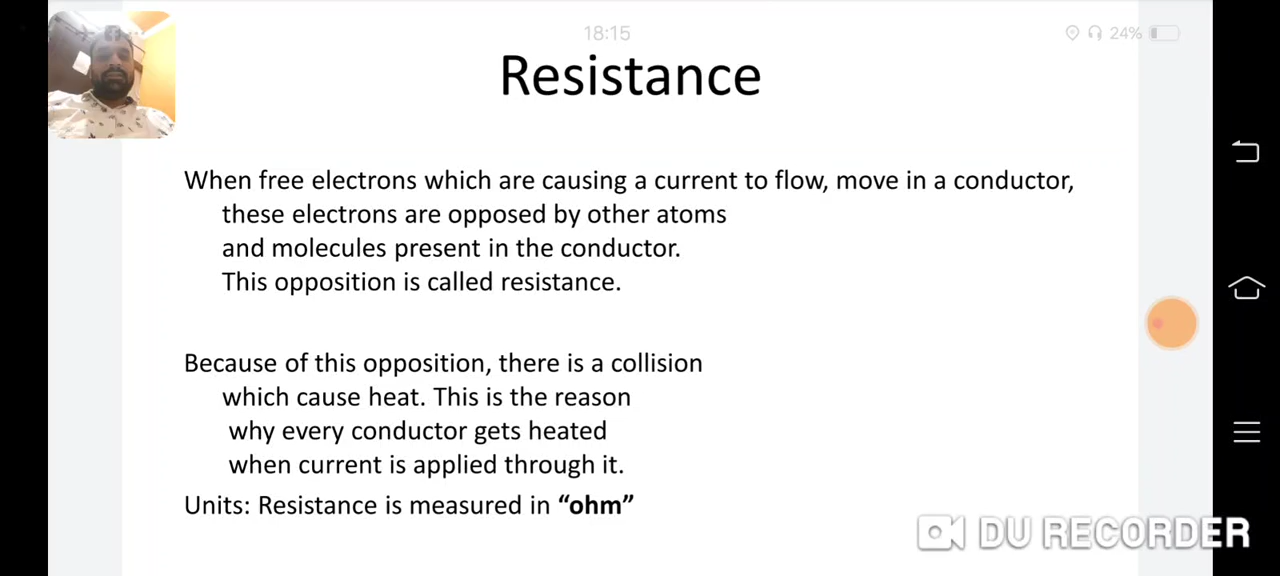 18:15
24%
Resistance
When free electrons which are causing a current to flow, move in a conductor,
these electrons are opposed by other atoms
and molecules present in the conductor.
This opposition is called resistance.
Because of this opposition, there is a collision
which cause heat. This is the reason
why every conductor gets heated
when current is applied through it.
Units: Resistance is measured in “ohm”
DU RECORDER